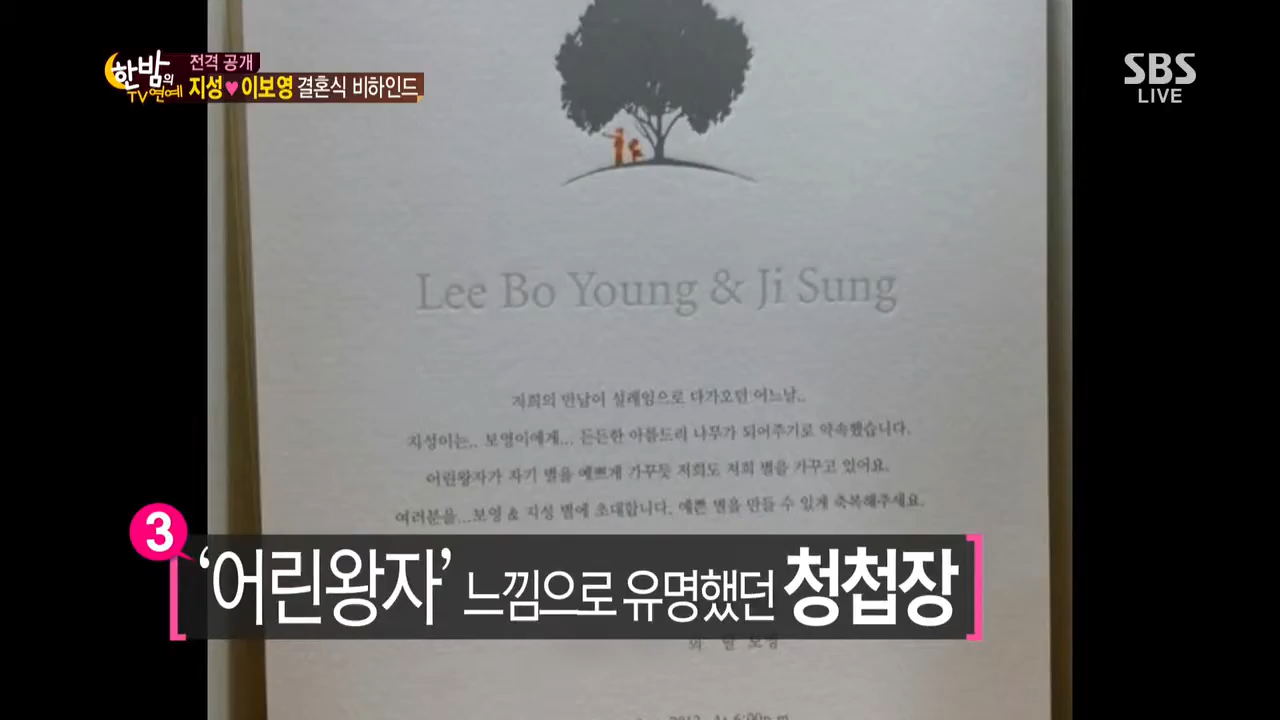 한밤의
TV연예
전격 공개
지성♥이보영 결혼식 비하인드
SBS
LIVE
Lee Bo Young & Ji Sung
저희의 만남이 설레임으로 다가오던 어느날..
지성이는.. 보영이에게... 든든한 아름드리 나무가 되어주기로 약속했습니다.
어린왕자가 자기 별을 예쁘게 가꾸듯 저희도 저희 별을 가꾸고 있어요.
여러분을...보영 & 지성 별에 초대합니다. 예쁜 별을 만들 수 있게 축복해주세요.
3
'어린왕자' 느낌으로 유명했던 청첩장
의 딸 보영
2013 At 6:00p.m